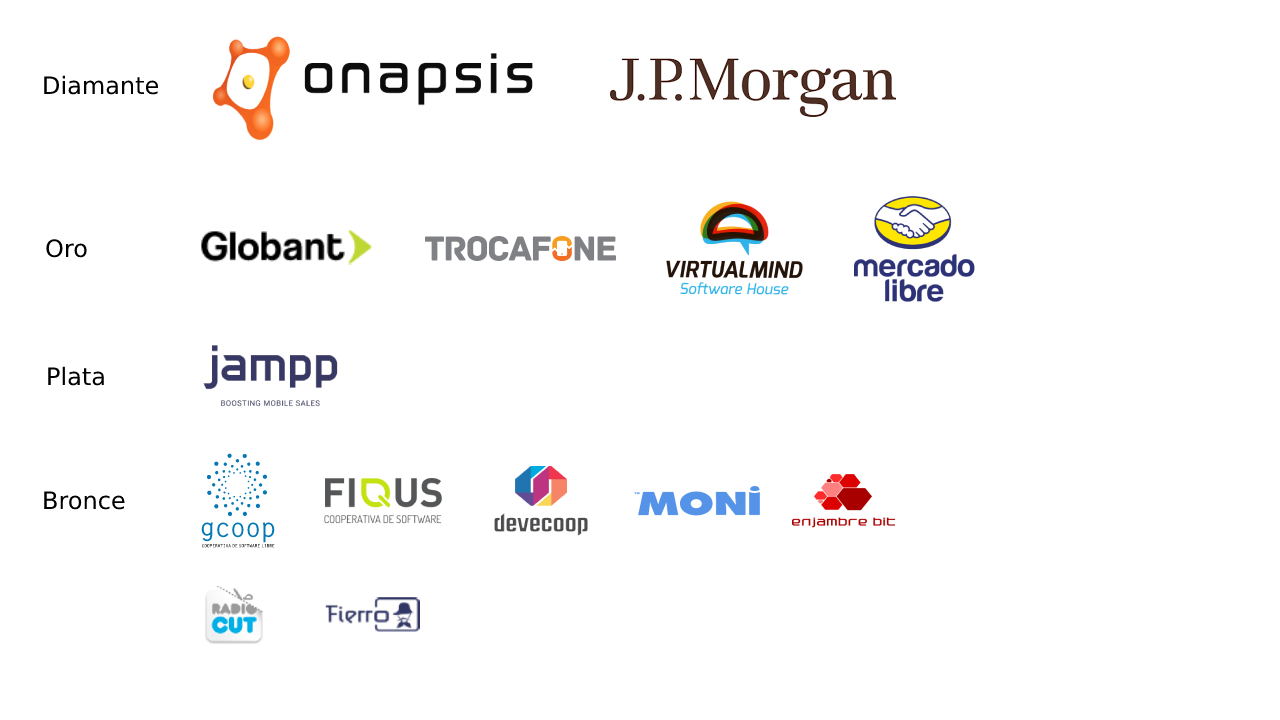 Diamante
onapsis
J.P.Morgan
Oro
Globant
TROCAFONE
VIRTUALMIND
Software House
mercado
libre
Plata
jampp
BOOSTING MOBILE SALES
Bronce
gcoop
COOPERATIVA DE SOFTWARE LIBRE
FIQUS
COOPERATIVA DE SOFTWARE
devecoop
MONi
enjambre bit
RADIO
CUT
Fierro